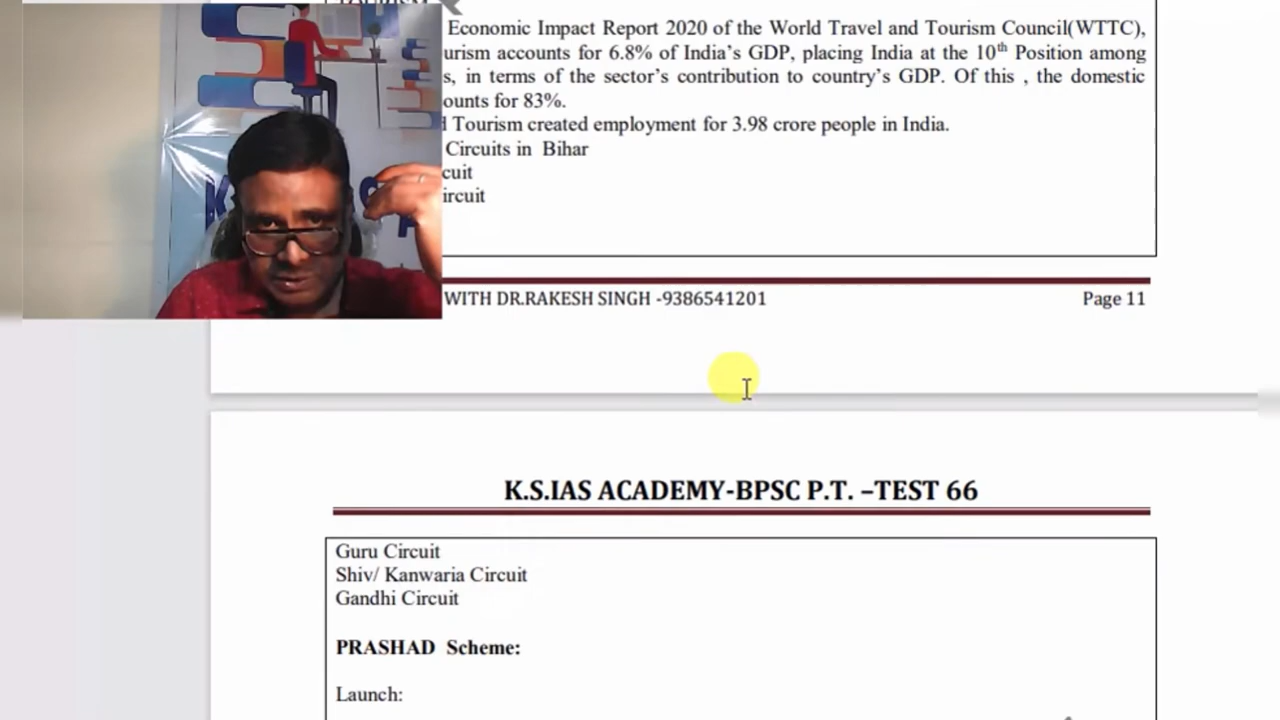 Economic Impact Report 2020 of the World Travel and Tourism Council(WTTC),
urism accounts for 6.8% of India's GDP, placing India at the 10th Position among
s, in terms of the sector's contribution to country's GDP. Of this , the domestic
ounts for 83%.
Tourism created employment for 3.98 crore people in India.
Circuits in Bihar
cuit
ircuit
WITH DR.RAKESH SINGH -9386541201
Page 11
K.S.IAS ACADEMY-BPSC P.T. –TEST 66
Guru Circuit
Shiv/ Kanwaria Circuit
Gandhi Circuit
PRASHAD Scheme:
Launch: